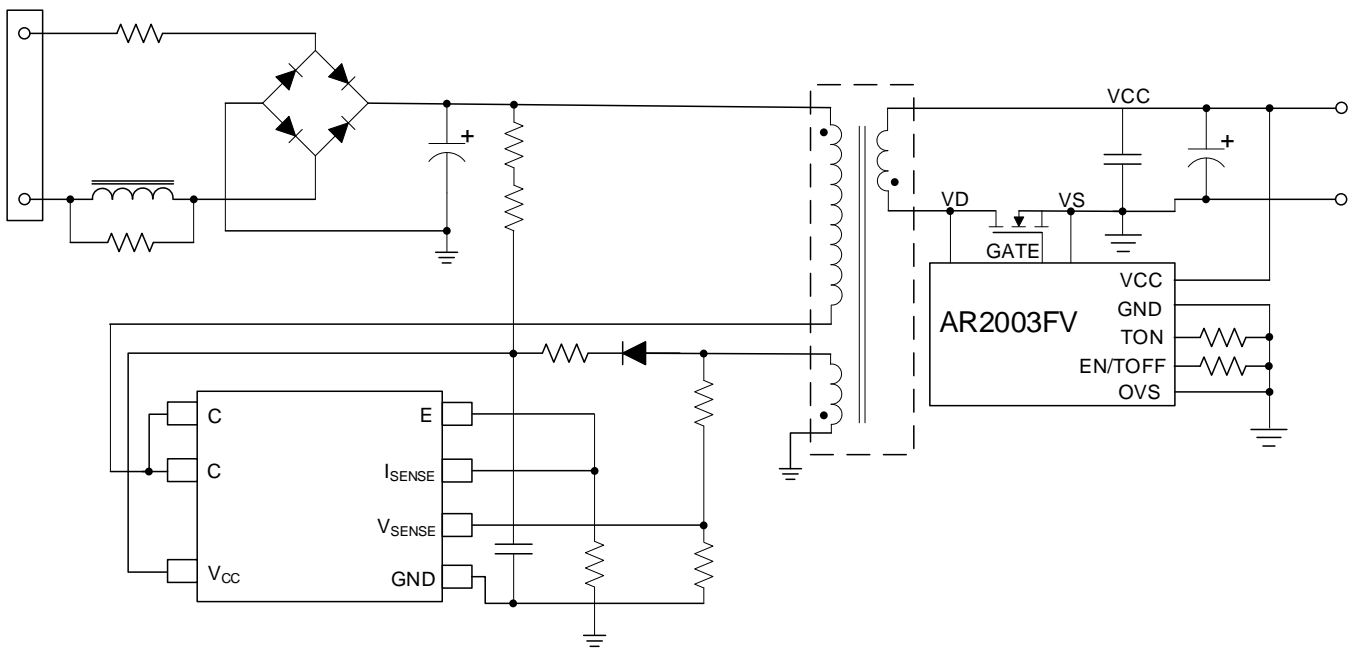 VCC
VD
VS
GATE
AR2003FV
VCC
GND
TON
EN/TOFF
OVS
C
E
C
ISENSE
VSENSE
VCC
GND
+
+